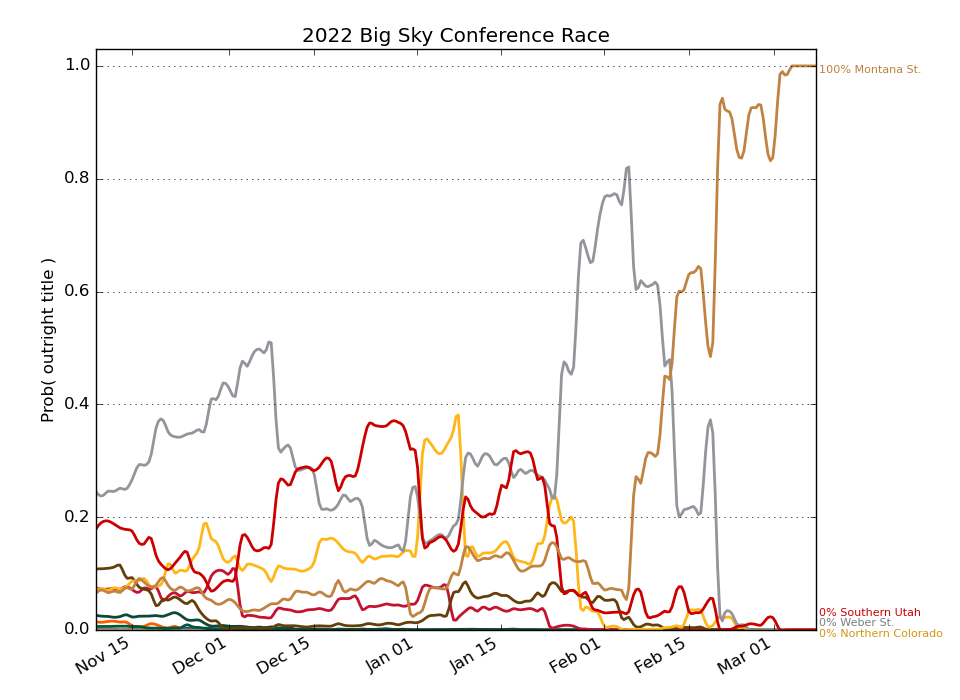 2022 Big Sky Conference Race
Prob( outright title )
1.0
0.8
0.6
0.4
0.2
0.0
Nov 15
Dec 01
Dec 15
Jan 01
Jan 15
Feb 01
Feb 15
Mar 01
100% Montana St.
0% Southern Utah
0% Weber St.
0% Northern Colorado